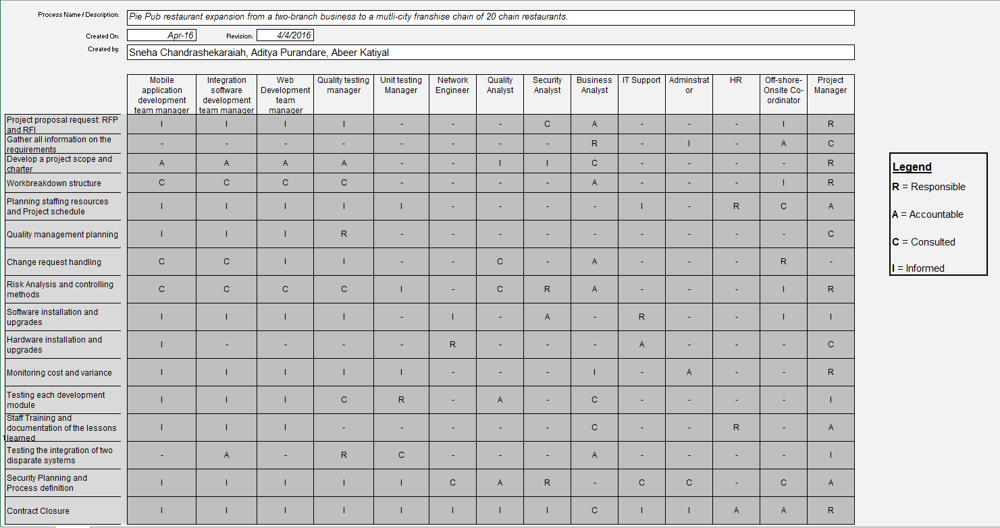 Process Name / Description: Pie Pub restaurant expansion from a two-branch business to a mutli-city franshise chain of 20 chain restaurants.
Created On: Apr-16 Revision: 4/4/2016
Created by: Sneha Chandrashekaraiah, Aditya Purandare, Abeer Katiyal
Mobile application development team manager
Integration software development team manager
Web Development team manager
Quality testing manager
Unit testing Manager
Network Engineer
Quality Analyst
Security Analyst
Business Analyst
IT Support
Adminstrator
HR
Off-shore-Onsite Co-ordinator
Project Manager
Project proposal request: RFP and RFI I I I I - - - C A - - - I R
Gather all information on the requirements - - - - - - - - R - I - A C
Develop a project scope and charter A A A A - - I I C - - - - R
Workbreakdown structure C C C C - - - - A - - - I R
Planning staffing resources and Project schedule I I I I I - - - - I - R C A
Quality management planning I I I R - - - - - - - - - C
Change request handling C C I I - - C - A - - - R -
Risk Analysis and controlling methods C C C C I - C R A - - - I R
Software installation and upgrades I I I I - I - A - R - - I I
Hardware installation and upgrades I - - - - R - - - A - - - C
Monitoring cost and variance I I I I I - - - I - A - - R
Testing each development module I I I C R - A - C - - - - I
Staff Training and documentation of the lessons learned I I I - - - - - C - - R - A
Testing the integration of two disparate systems - A - R C - - - A - - - - I
Security Planning and Process definition I I I I I C A R - C C - C A
Contract Closure I I I I I I I I C I I A A R
Legend
R = Responsible
A = Accountable
C = Consulted
I = Informed